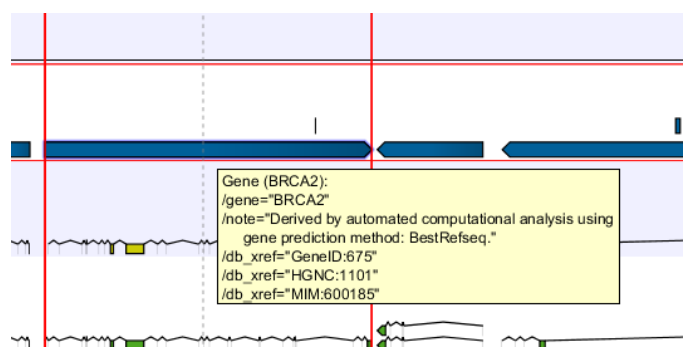 Gene (BRCA2):
/gene="BRCA2"
/note="Derived by automated computational analysis using
gene prediction method: BestRefseq."
/db_xref="GeneID:675"
/db_xref="HGNC:1101"
/db_xref="MIM:600185"